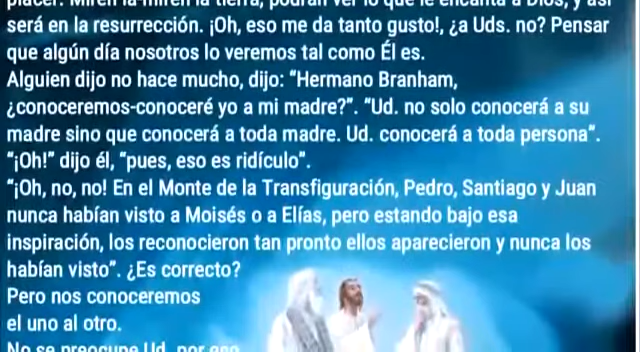 placer. Miren la-miren la tierra, podrán ver lo que le encanta a Dios, y así
será en la resurrección. ¡Oh, eso me da tanto gusto!, ¿a Uds. no? Pensar
que algún día nosotros lo veremos tal como Él es.
Alguien dijo no hace mucho, dijo: “Hermano Branham,
¿conoceremos-conoceré yo a mi madre?”. “Ud. no solo conocerá a su
madre sino que conocerá a toda madre. Ud. conocerá a toda persona”.
“¡Oh!” dijo él, “pues, eso es ridículo”.
“¡Oh, no, no! En el Monte de la Transfiguración, Pedro, Santiago y Juan
nunca habían visto a Moisés o a Elías, pero estando bajo esa
inspiración, los reconocieron tan pronto ellos aparecieron y nunca los
habían visto”. ¿Es correcto?
Pero nos conoceremos
el uno al otro.
No se preocupe Ud. por eso